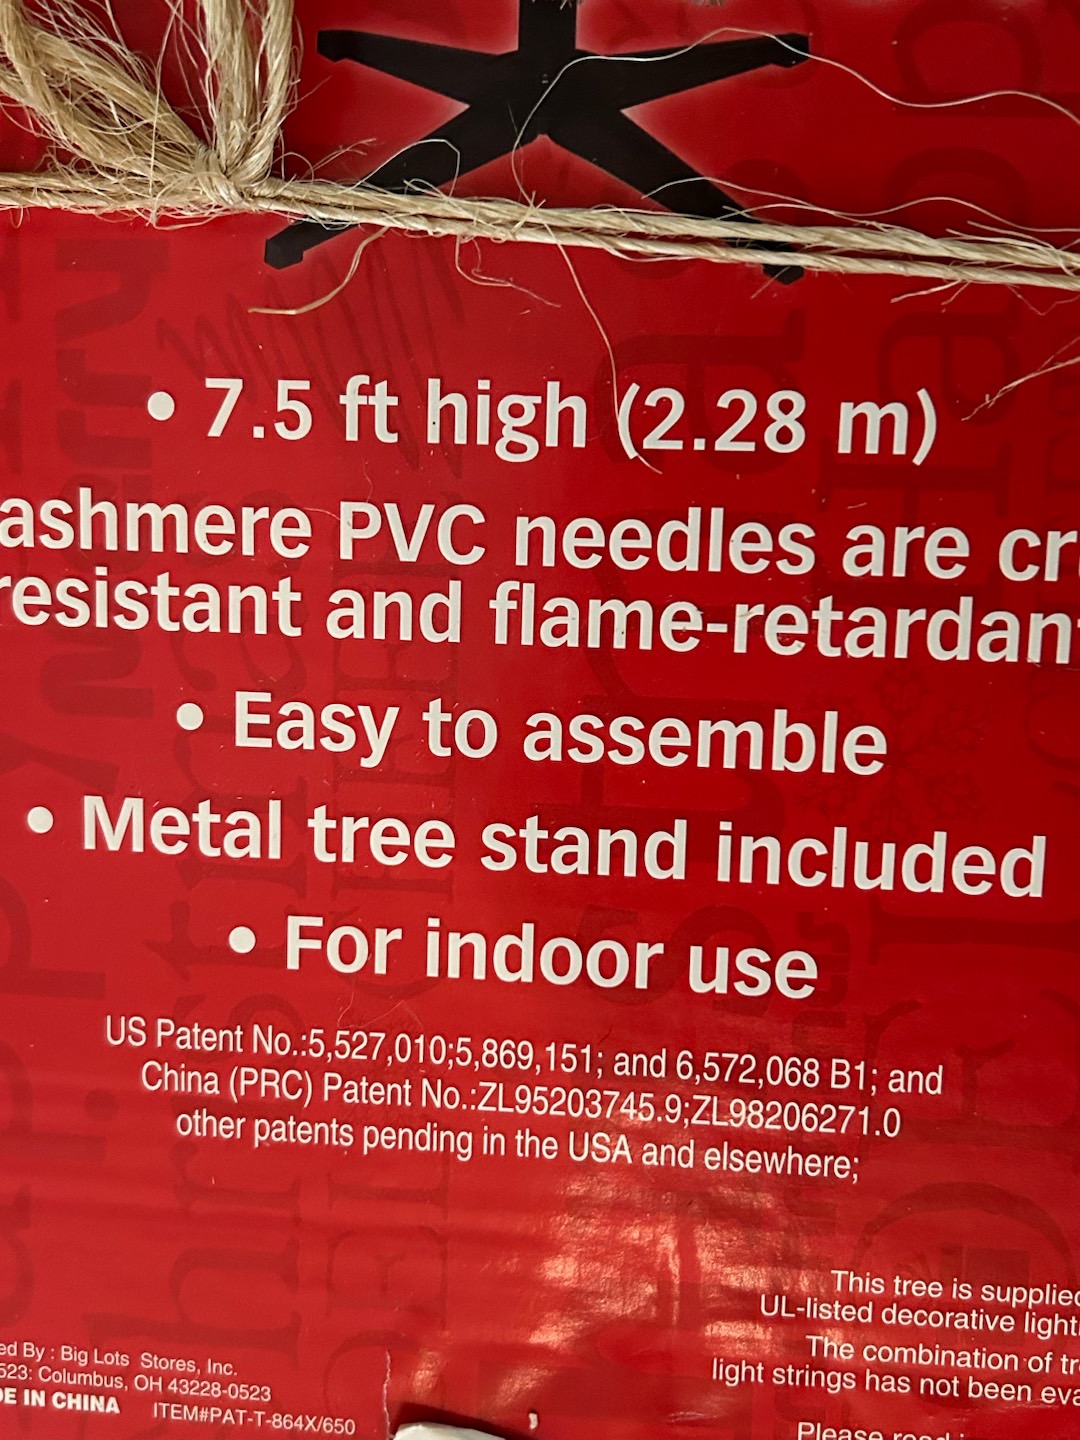 • 7.5 ft high (2.28 m)
ashmere PVC needles are cr
resistant and flame-retardant
• Easy to assemble
• Metal tree stand included
• For indoor use
US Patent No.:5,527,010;5,869,151; and 6,572,068 B1; and
China (PRC) Patent No.:ZL95203745.9;ZL98206271.0
other patents pending in the USA and elsewhere;
This tree is supplied
UL-listed decorative light
The combination of tr
light strings has not been eva
Please read
ed By : Big Lots Stores, Inc.
523: Columbus, OH 43228-0523
DE IN CHINA ITEM#PAT-T-864X/650